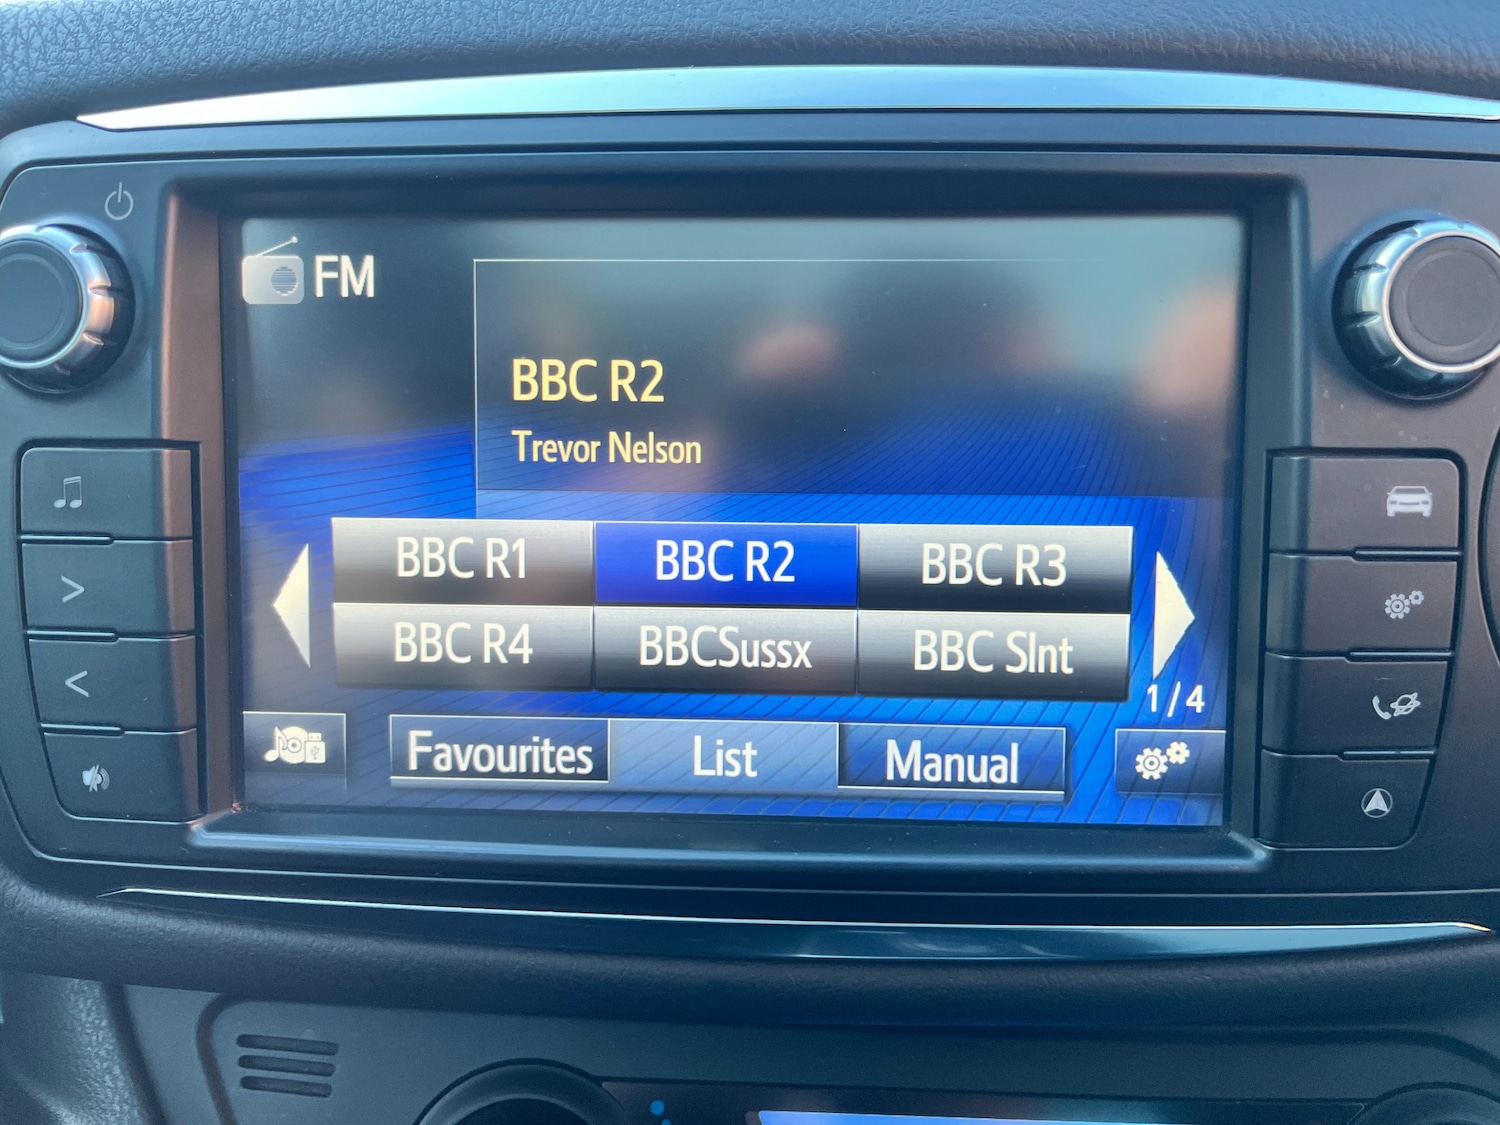 FM
BBC R2
Trevor Nelson
BBC R1
BBC R2
BBC R3
BBC R4
BBCSussx
BBC Slnt
1/4
Favourites
List
Manual